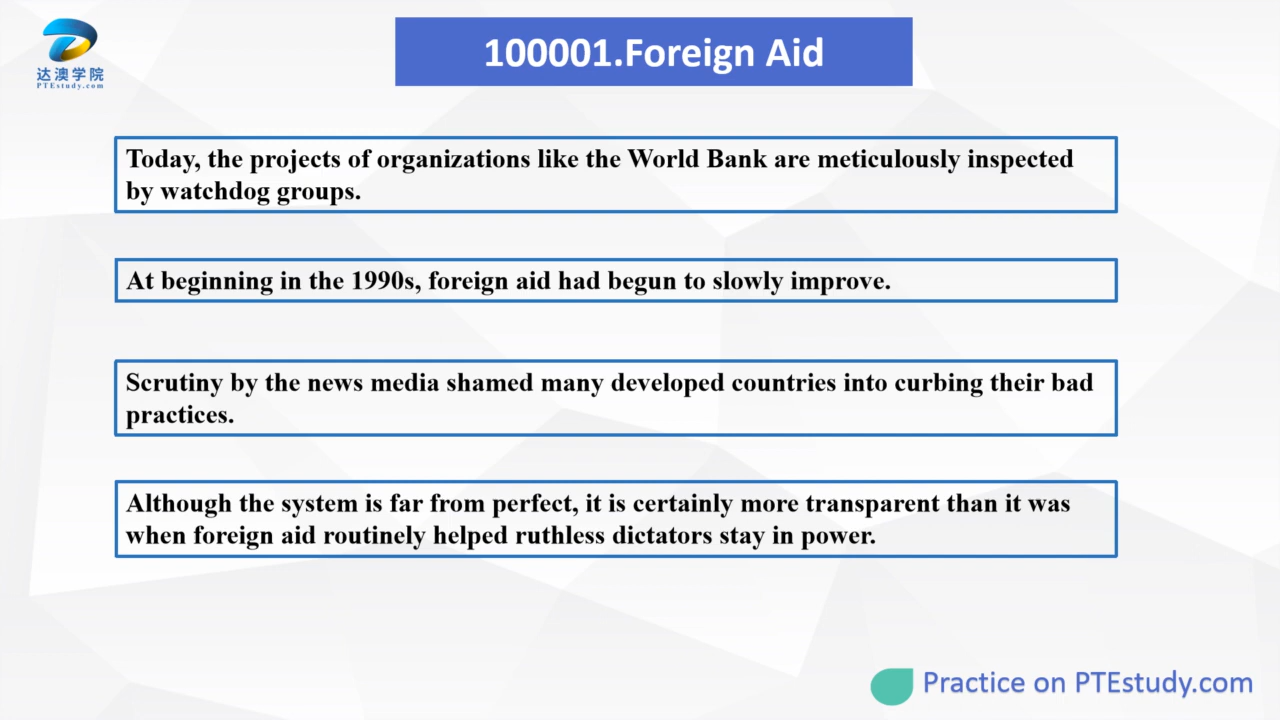 达澳学院
PTEstudy.com
100001.Foreign Aid
Today, the projects of organizations like the World Bank are meticulously inspected
by watchdog groups.
At beginning in the 1990s, foreign aid had begun to slowly improve.
Scrutiny by the news media shamed many developed countries into curbing their bad
practices.
Although the system is far from perfect, it is certainly more transparent than it was
when foreign aid routinely helped ruthless dictators stay in power.
Practice on PTEstudy.com